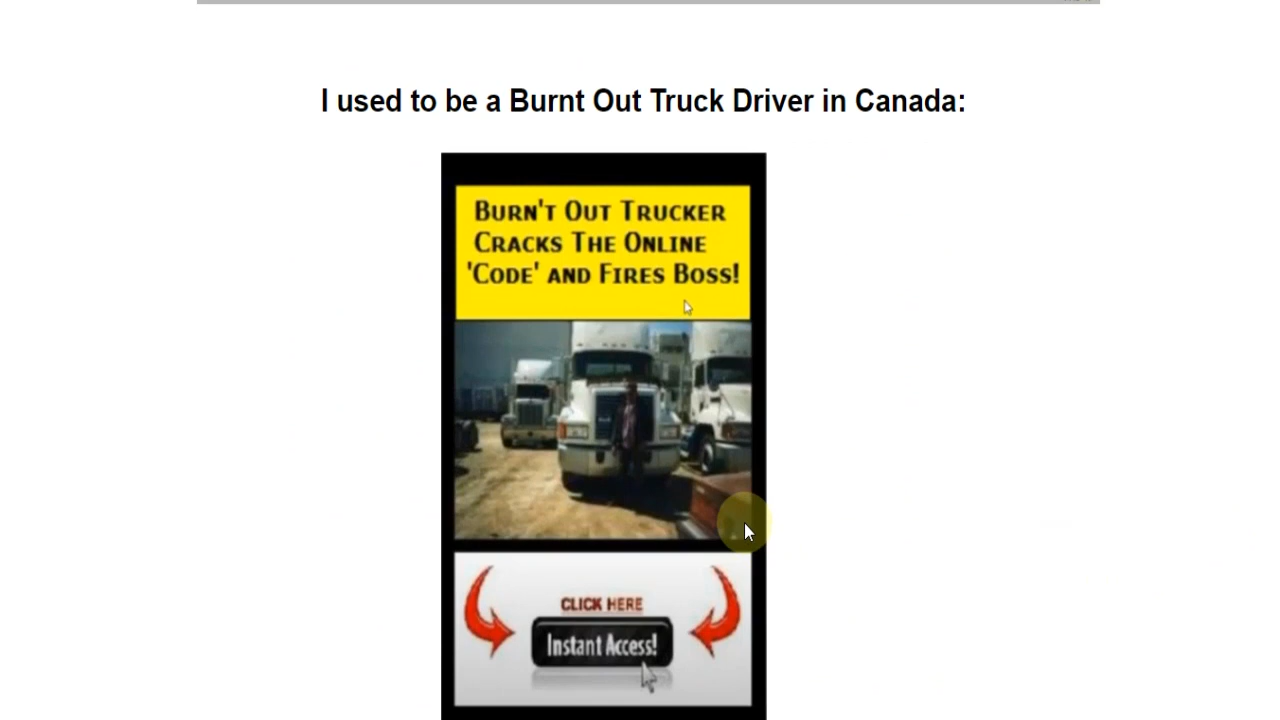 I used to be a Burnt Out Truck Driver in Canada:
BURN'T OUT TRUCKER
CRACKS THE ONLINE
'CODE' AND FIRES BOSS!
CLICK HERE
Instant Access!